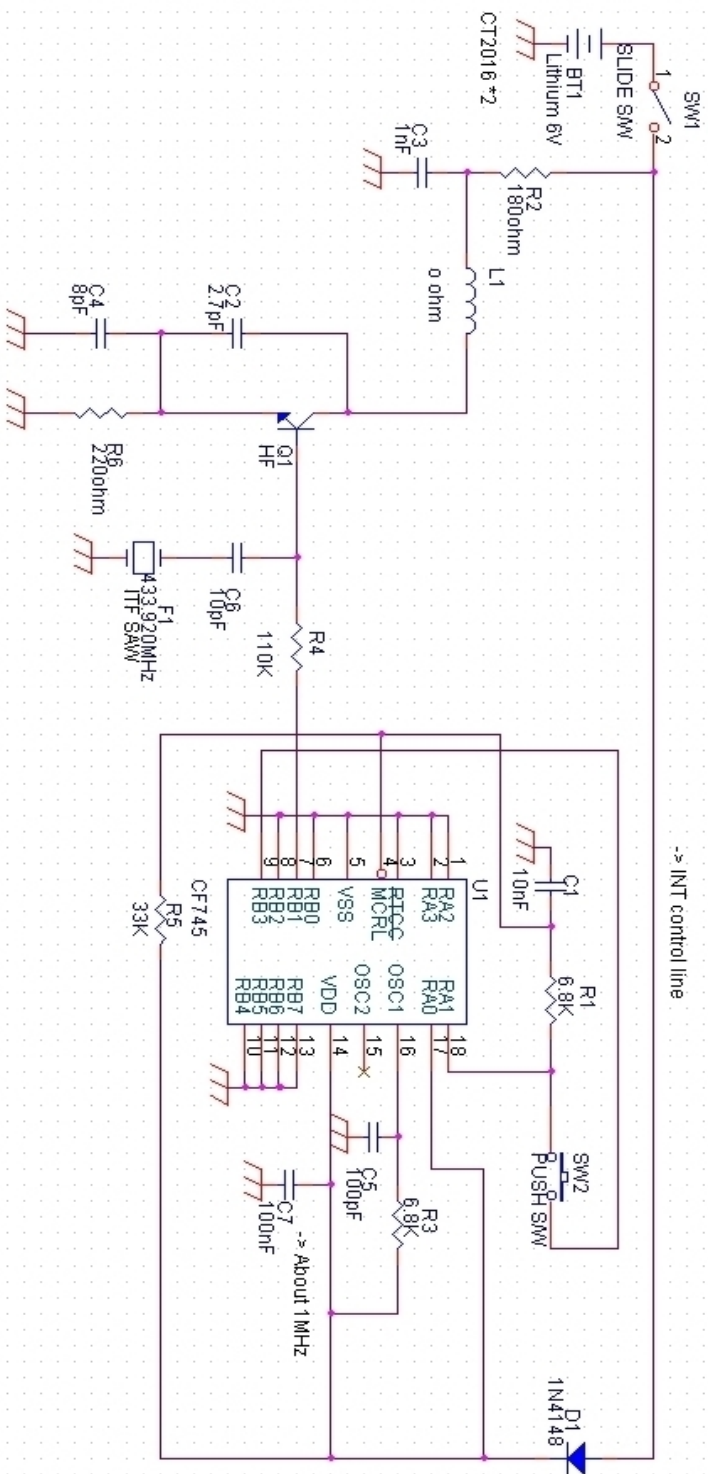 SW1
1
2
SLIDE S/W
BT1
Lithium 6V
CT2016 *2
R2
180ohm
C3
1nF
L1
o ohm
C2
2.7pF
C4
8pF
Q1
HF
R6
220ohm
C6
10pF
F1
433.920MHz
ITF SAW
R4
110K
-> INT control line
C1
10nF
R1
6.8K
SW2
PUSH S/W
U1
CF745
1
2
3
4
5
6
7
8
9
RA2
RA3
RTCC
MCRL
VSS
RB0
RB1
RB2
RB3
RA1
RA0
OSC1
OSC2
VDD
RB7
RB6
RB5
RB4
18
17
16
15
14
13
12
11
10
R5
33K
C5
100pF
R3
6.8K
C7
100nF
-> About 1MHz
D1
1N4148